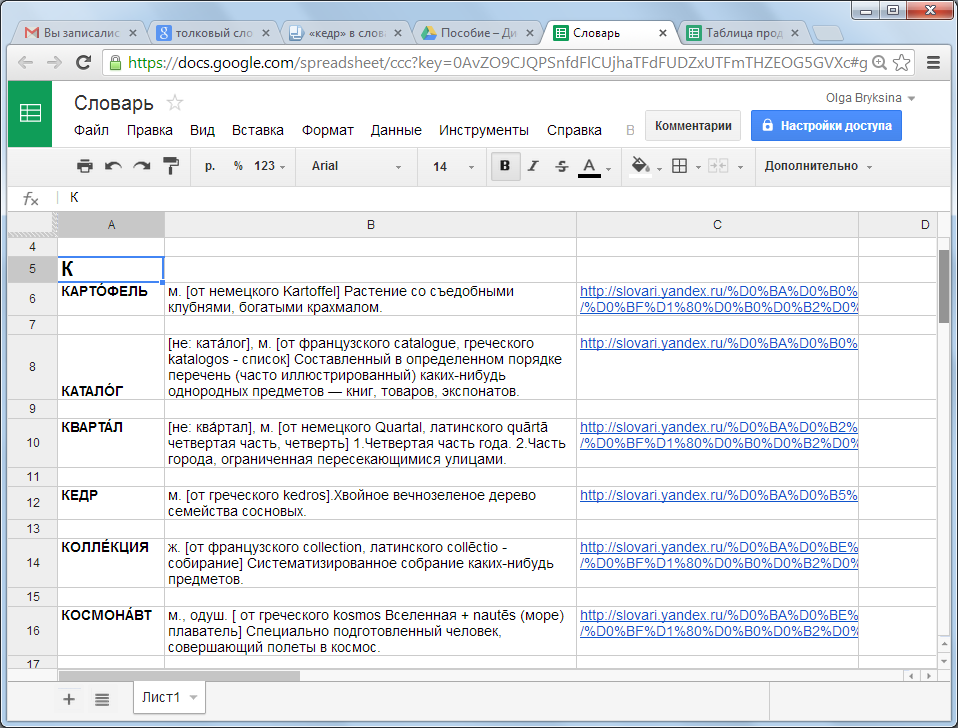 Вы записалис
толковый сло
«кедр» в слов
Пособие – Ди
Словарь
Таблица прод
https://docs.google.com/spreadsheet/ccc?key=0AvZO9CJQPSnfdFlCUjhaTFdFUDZxUTFmTHZEOG5GVXc#g
Словарь
Olga Bryksina
Файл Правка Вид Вставка Формат Данные Инструменты Справка В
Комментарии
Настройки доступа
р. % 123 Arial 14 B I S A Дополнительно
fx К
A B C D
4
5 К
6 КАРТО́ФЕЛЬ м. [от немецкого Kartoffel] Растение со съедобными http://slovari.yandex.ru/%D0%BA%D0%B0%
клубнями, богатыми крахмалом. /%D0%BF%D1%80%D0%B0%D0%B2%D0%
7
8 [не: ката́лог], м. [от французского catalogue, греческого http://slovari.yandex.ru/%D0%BA%D0%B0%
katalogos - список] Составленный в определенном порядке
перечень (часто иллюстрированный) каких-нибудь
КАТАЛО́Г однородных предметов — книг, товаров, экспонатов.
9
10 КВАРТА́Л [не: ква́ртал], м. [от немецкого Quartal, латинского quārtā http://slovari.yandex.ru/%D0%BA%D0%B2%
четвертая часть, четверть] 1.Четвертая часть года. 2.Часть /%D0%BF%D1%80%D0%B0%D0%B2%D0%
города, ограниченная пересекающимися улицами.
11
12 КЕДР м. [от греческого kedros].Хвойное вечнозеленое дерево http://slovari.yandex.ru/%D0%BA%D0%B5%
семейства сосновых.
13
14 КОЛЛЕ́КЦИЯ ж. [от французского collection, латинского collēctio - http://slovari.yandex.ru/%D0%BA%D0%BE%
собирание] Систематизированное собрание каких-нибудь /%D0%BF%D1%80%D0%B0%D0%B2%D0%
предметов.
15
16 КОСМОНА́ВТ м., одуш. [ от греческого kosmos Вселенная + nautēs (море) http://slovari.yandex.ru/%D0%BA%D0%BE%
плаватель] Специально подготовленный человек, /%D0%BF%D1%80%D0%B0%D0%B2%D0%
совершающий полеты в космос.
17
Лист1